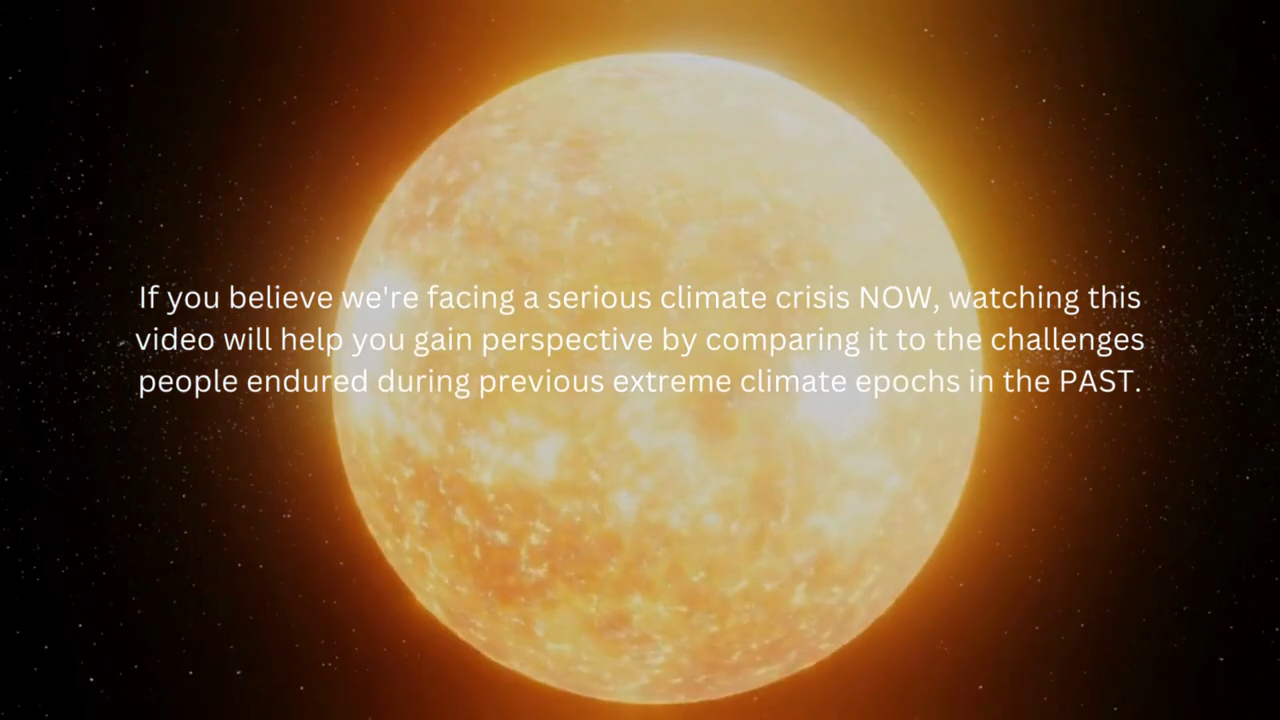 If you believe we're facing a serious climate crisis NOW, watching this
video will help you gain perspective by comparing it to the challenges
people endured during previous extreme climate epochs in the PAST.